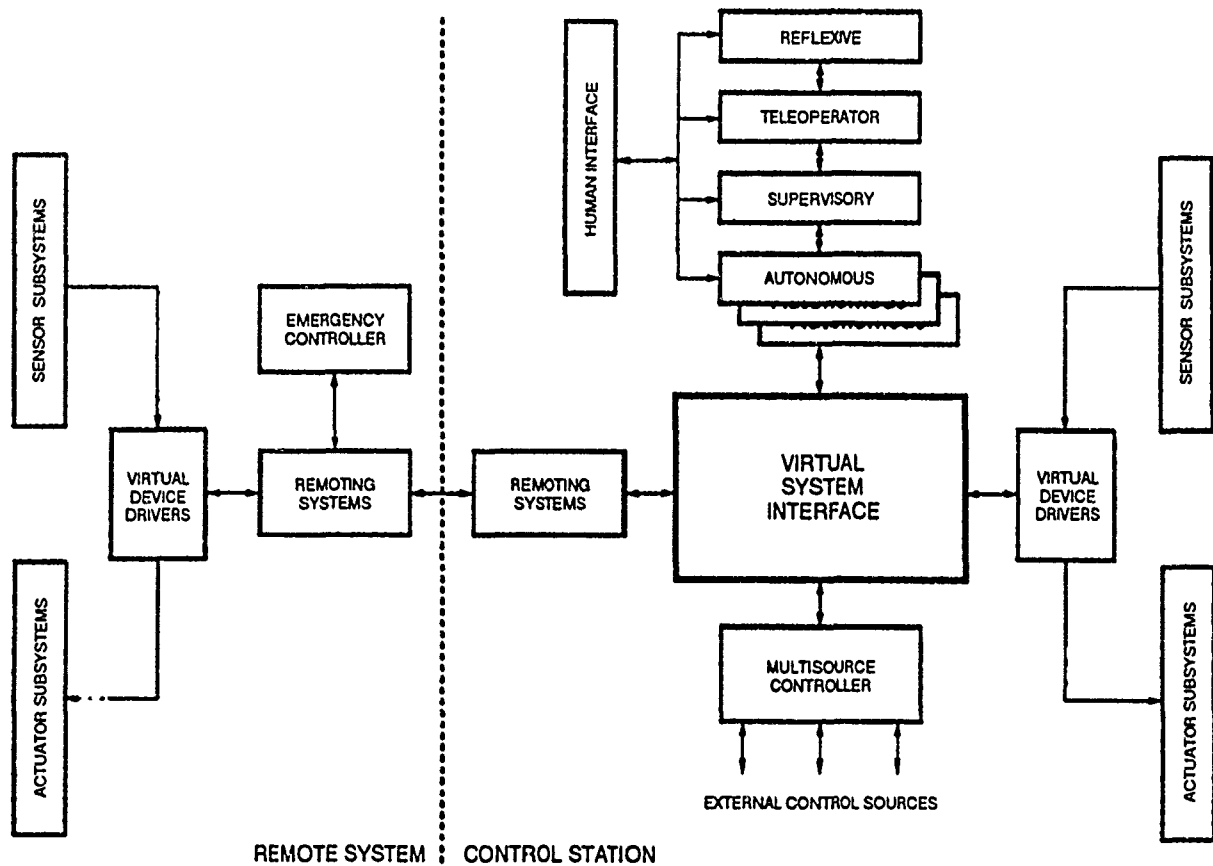 REFLEXIVE
TELEOPERATOR
SUPERVISORY
AUTONOMOUS
HUMAN INTERFACE
SENSOR SUBSYSTEMS
EMERGENCY
CONTROLLER
SENSOR SUBSYSTEMS
VIRTUAL
DEVICE
DRIVERS
REMOTING
SYSTEMS
REMOTING
SYSTEMS
VIRTUAL
SYSTEM
INTERFACE
VIRTUAL
DEVICE
DRIVERS
ACTUATOR SUBSYSTEMS
MULTISOURCE
CONTROLLER
ACTUATOR SUBSYSTEMS
EXTERNAL CONTROL SOURCES
REMOTE SYSTEM
CONTROL STATION